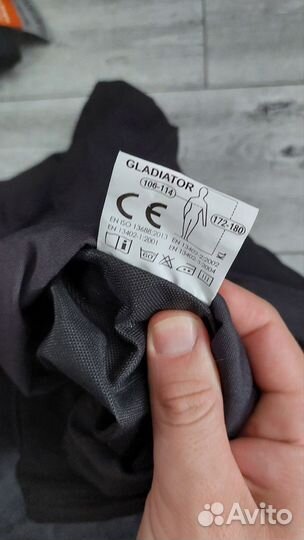 GLADIATOR
106-114
172-180
CE
EN ISO 13688:2013
EN 13402-1:2001
EN 13402-2:2002
EN 13402-3:2004
Avito